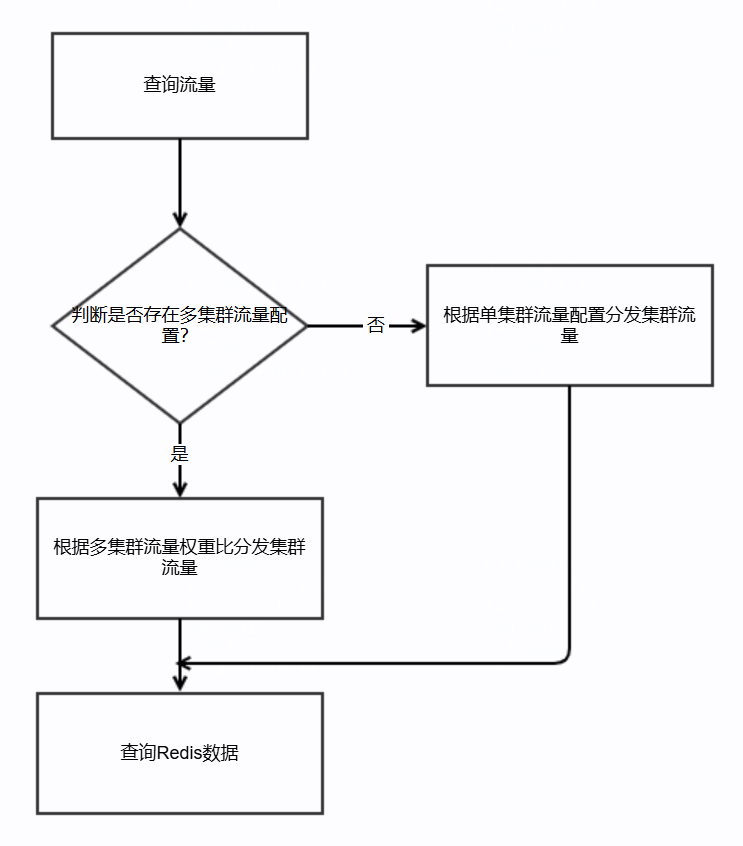 查询流量
判断是否存在多集群流量配
置？
否
根据单集群流量配置分发集群流
量
是
根据多集群流量权重比分发集群
流量
查询Redis数据